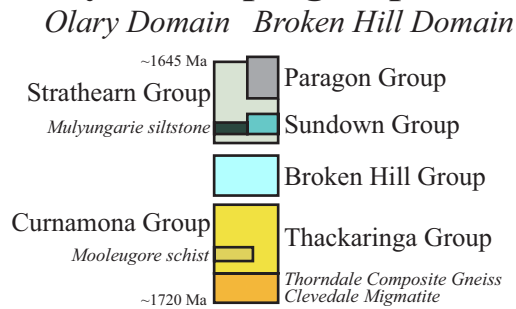 Olary Domain Broken Hill Domain
~1645 Ma
Paragon Group
Strathearn Group
Mulyungarie siltstone
Sundown Group
Broken Hill Group
Curnamona Group
Thackaringa Group
Mooleugore schist
Thorndale Composite Gneiss
Clevedale Migmatite
~1720 Ma